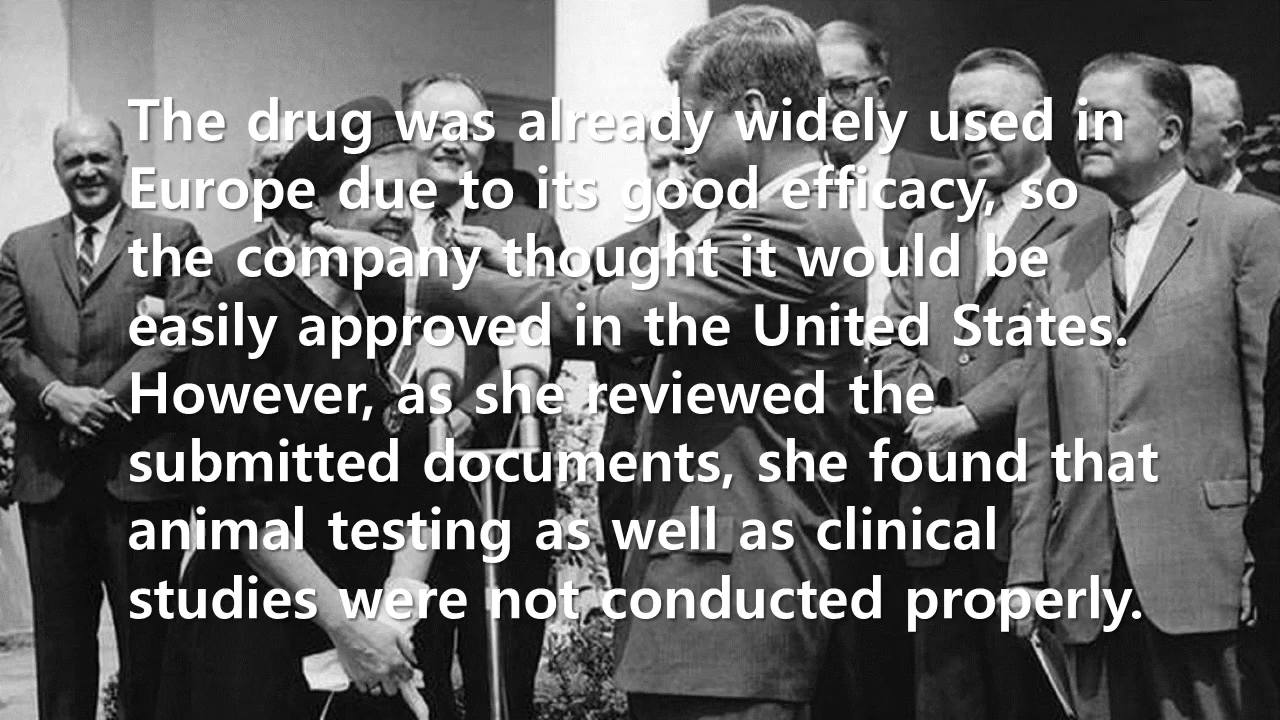 The drug was already widely used in
Europe due to its good efficacy, so
the company thought it would be
easily approved in the United States.
However, as she reviewed the
submitted documents, she found that
animal testing as well as clinical
studies were not conducted properly.